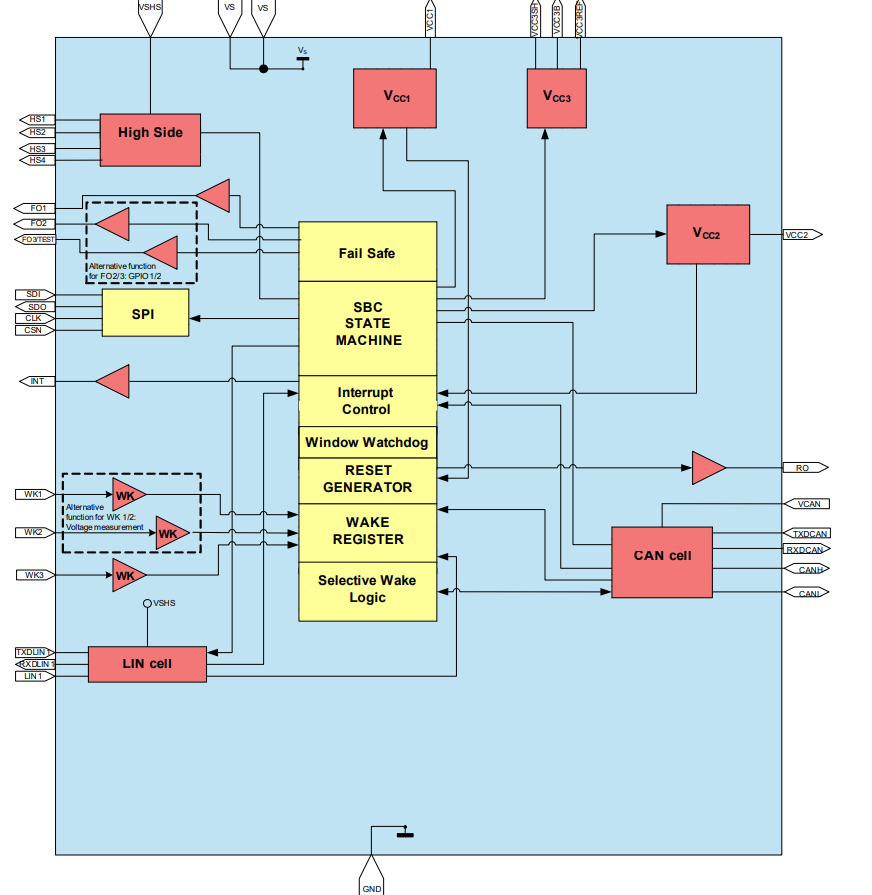 VSHS
VS
VS
VCC1
VCC3SH
VCC3B
VCC3REF
VS
VCC1
VCC3
HS1
HS2
HS3
HS4
High Side
FO1
FO2
FO3/TEST
Alternative function
for FO2/3: GPIO1/2
Fail Safe
VCC2
VCC2
SDI
SDO
CLK
CSN
SPI
SBC
STATE
MACHINE
INT
Interrupt
Control
Window Watchdog
RESET
GENERATOR
RO
WK1
WK
Alternative
function for WK 1/2:
Voltage measurement
WK2
WK
WAKE
REGISTER
VCAN
TXDCAN
RXDCAN
CANH
CANL
CAN cell
WK3
WK
Selective Wake
Logic
VSHS
TXDLIN1
RXDLIN1
LIN1
LIN cell
GND